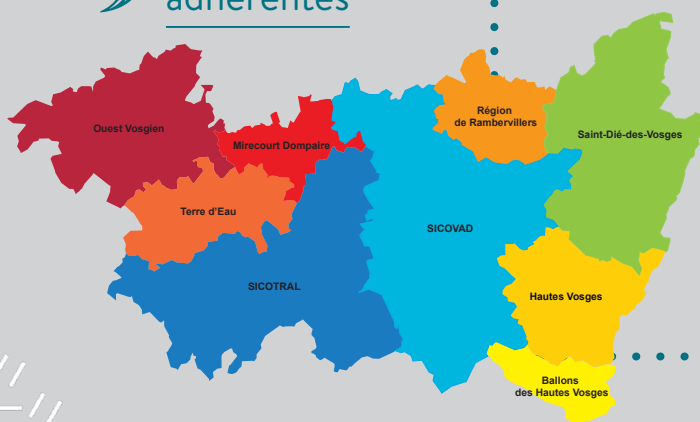 adhérentes
Ouest Vosgien
Mirecourt Dompaire
Région
de Rambervillers
Saint-Dié-des-Vosges
Terre d'Eau
SICOVAD
SICOTRAL
Hautes Vosges
Ballons
des Hautes Vosges